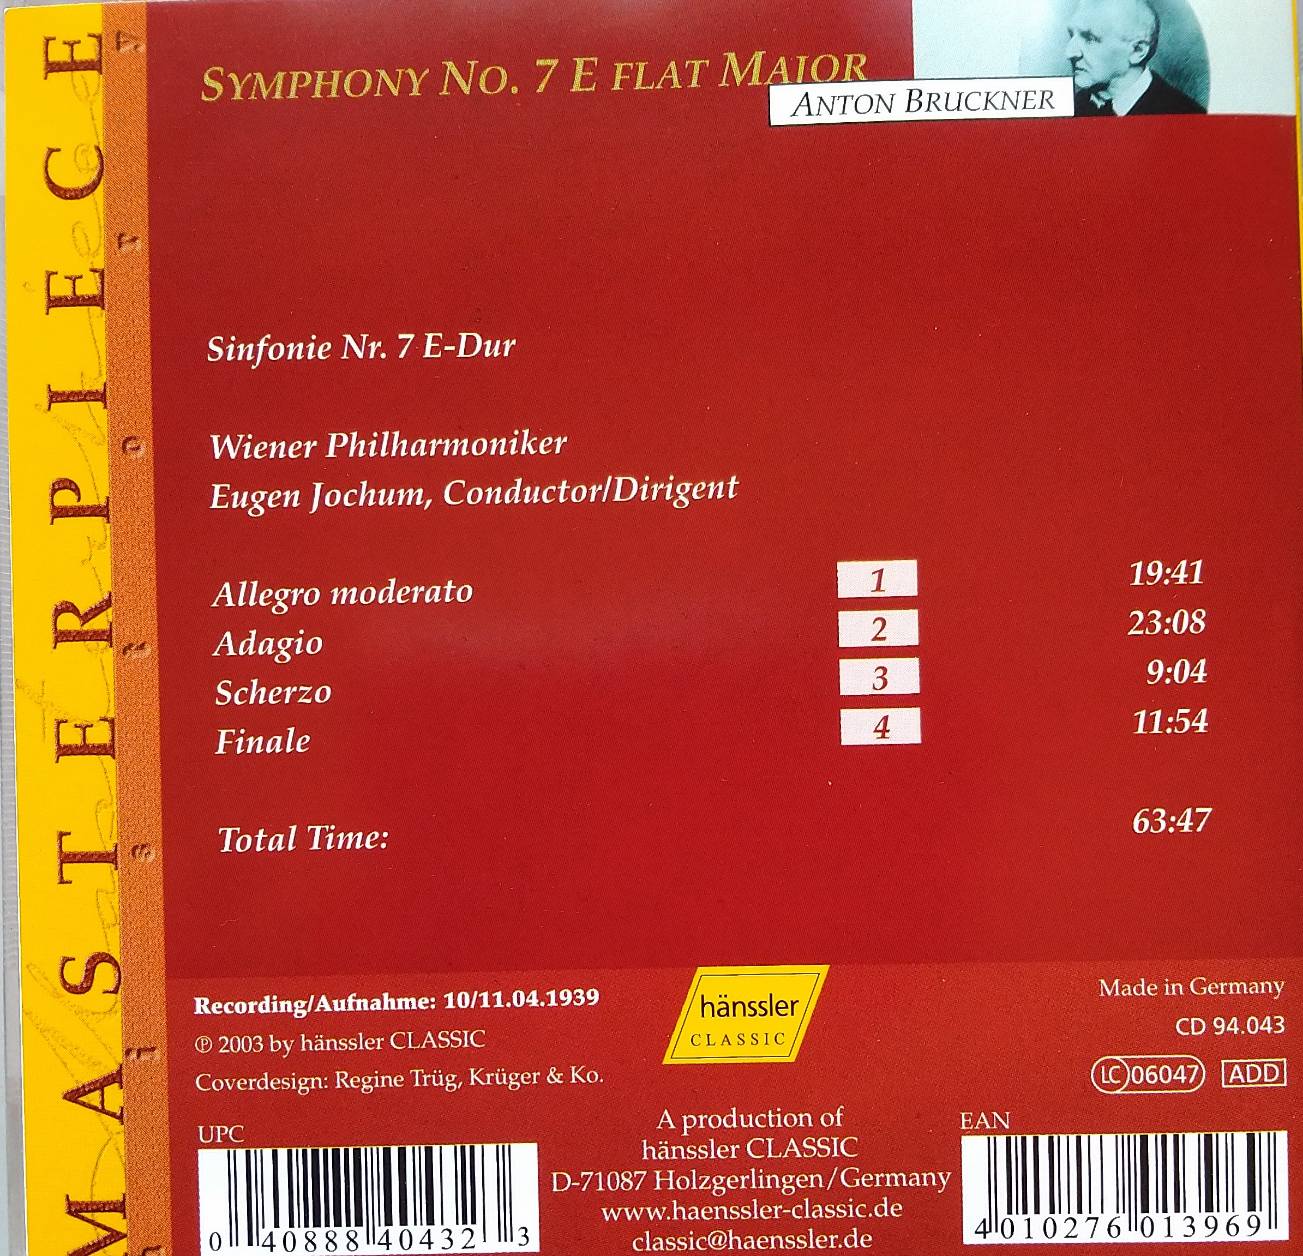 SYMPHONY NO. 7 E FLAT MAJOR
ANTON BRUCKNER
MASTERPIECE
history
Sinfonie Nr. 7 E-Dur
Wiener Philharmoniker
Eugen Jochum, Conductor/Dirigent
Allegro moderato 1 19:41
Adagio 2 23:08
Scherzo 3 9:04
Finale 4 11:54
Total Time: 63:47
Recording/Aufnahme: 10/11.04.1939
℗ 2003 by hänssler CLASSIC
Coverdesign: Regine Trüg, Krüger & Ko.
hänssler
CLASSIC
Made in Germany
CD 94.043
LC 06047 ADD
UPC
0 40888 40432 3
A production of
hänssler CLASSIC
D-71087 Holzgerlingen/Germany
www.haenssler-classic.de
classic@haenssler.de
EAN
4 010276 013969